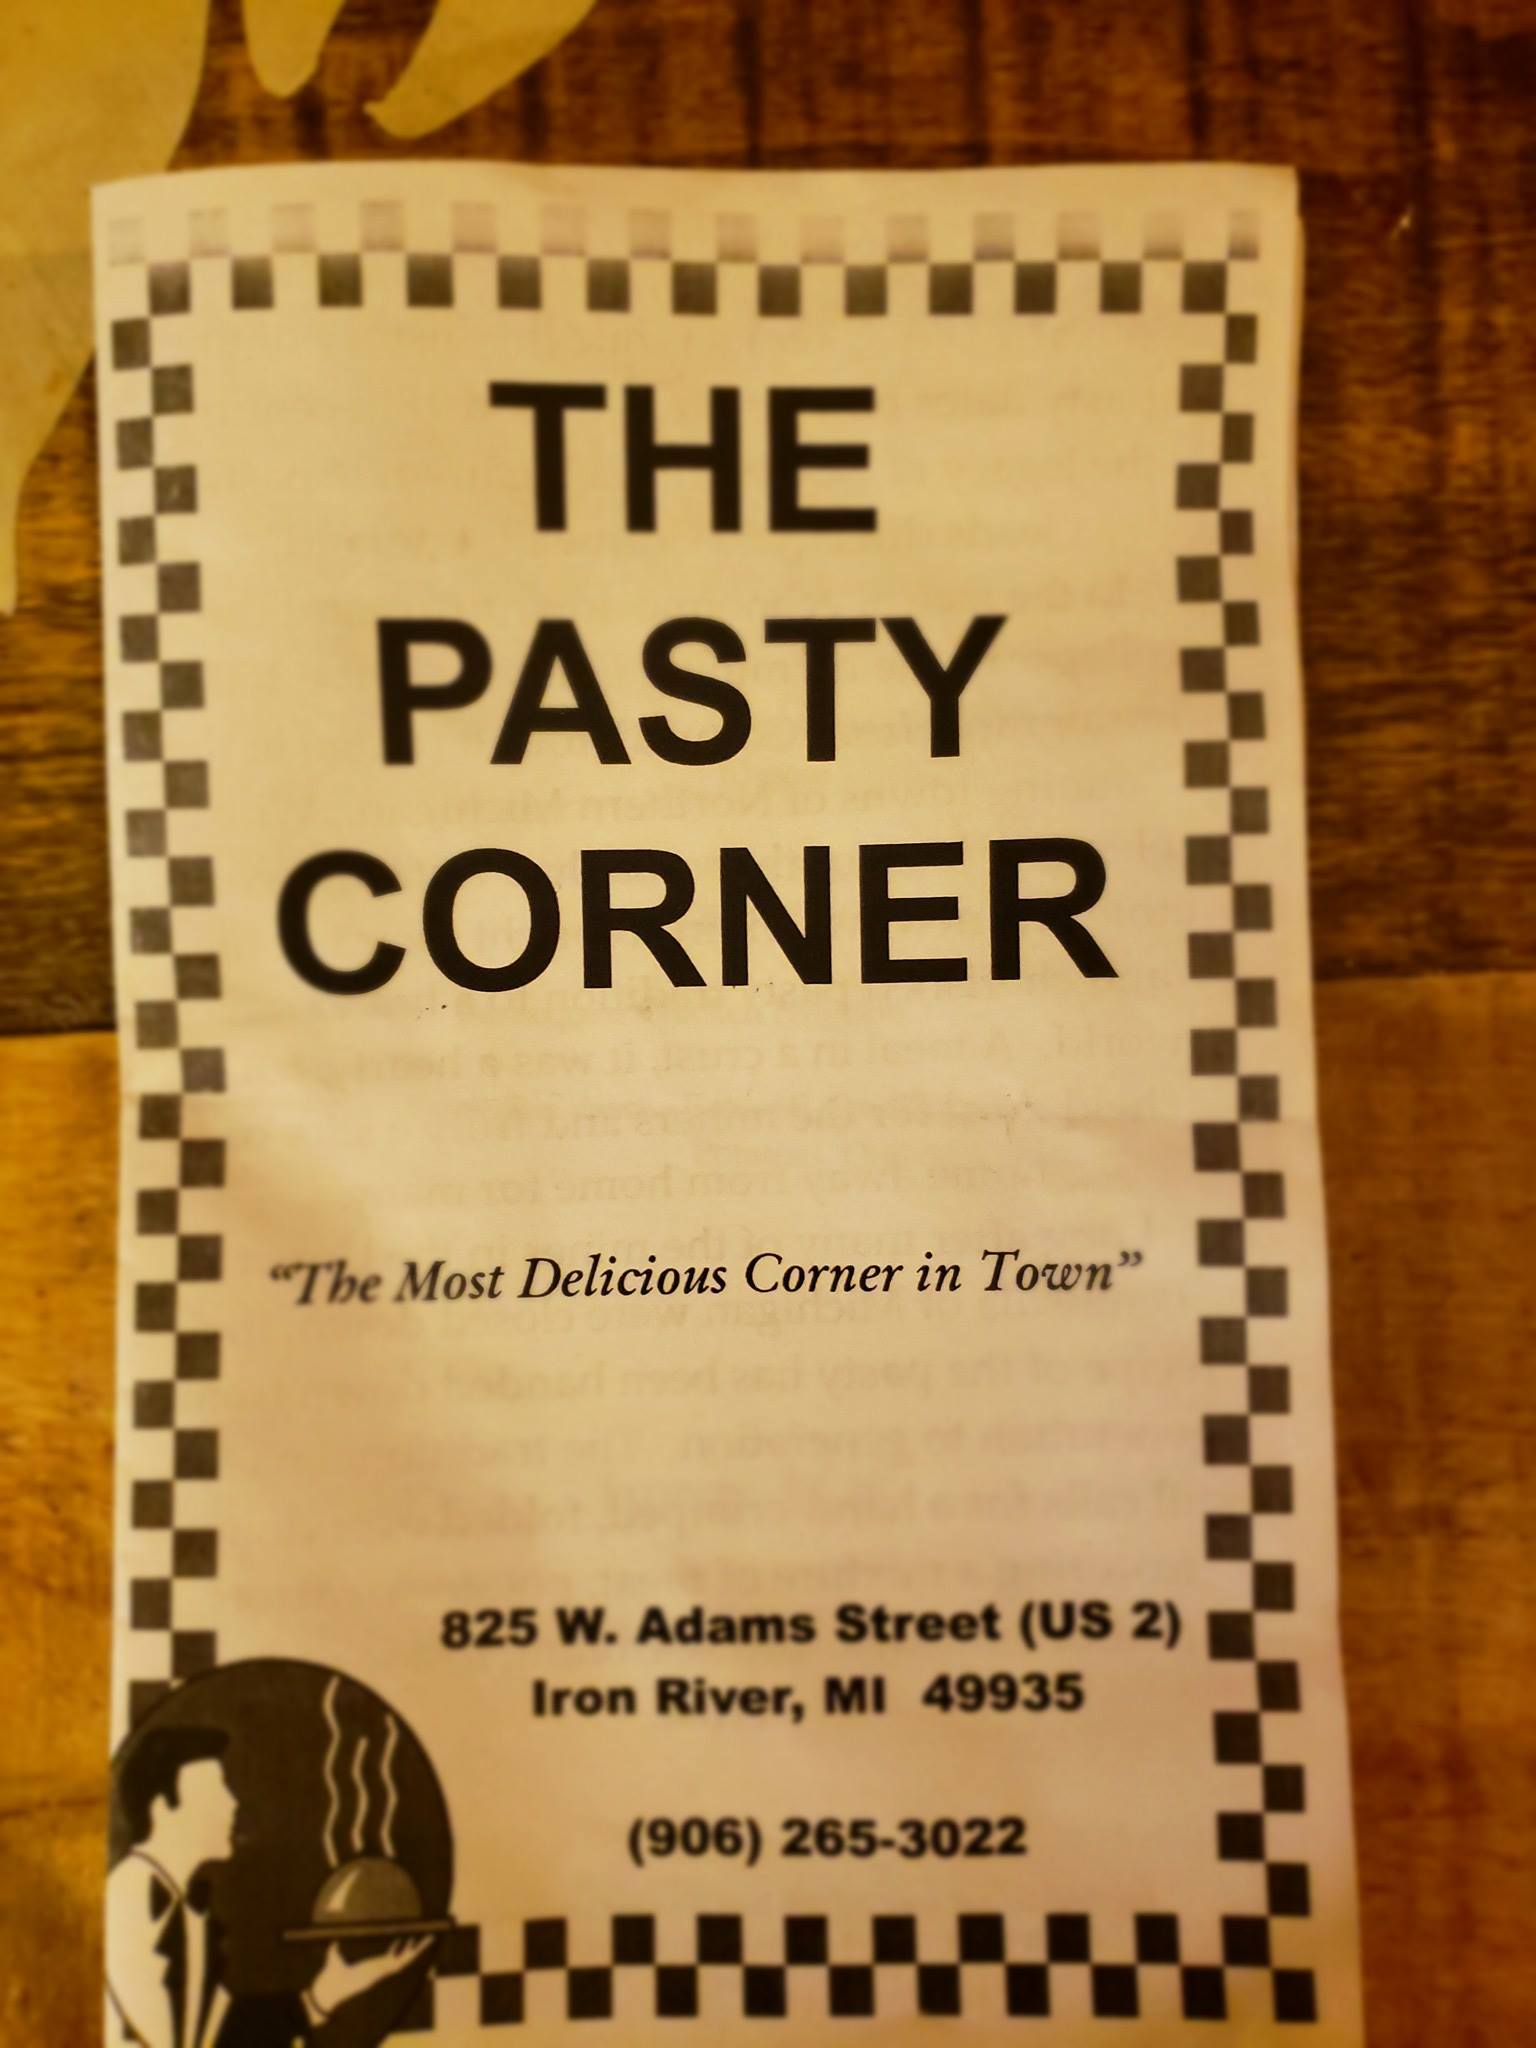 THE
PASTY
CORNER
“The Most Delicious Corner in Town”
825 W. Adams Street (US 2)
Iron River, MI 49935
(906) 265-3022